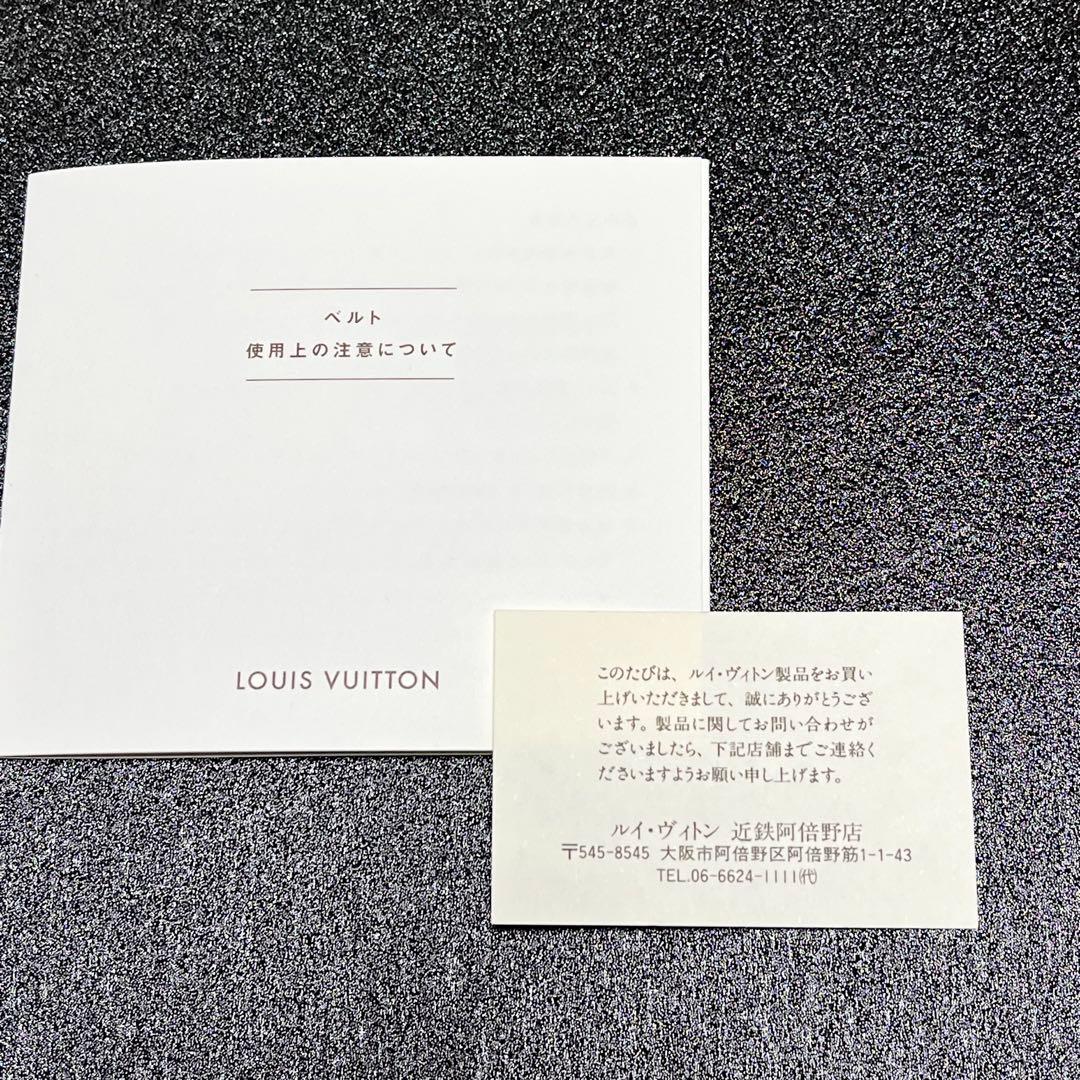 ベルト
使用上の注意について
LOUIS VUITTON
このたびは、ルイ・ヴィトン製品をお買い
上げいただきまして、誠にありがとうござ
います。製品に関してお問い合わせが
ございましたら、下記店舗までご連絡く
ださいますようお願い申し上げます。
ルイ・ヴィトン 近鉄阿倍野店
〒545-8545 大阪市阿倍野区阿倍野筋1-1-43
TEL.06-6624-1111㈹